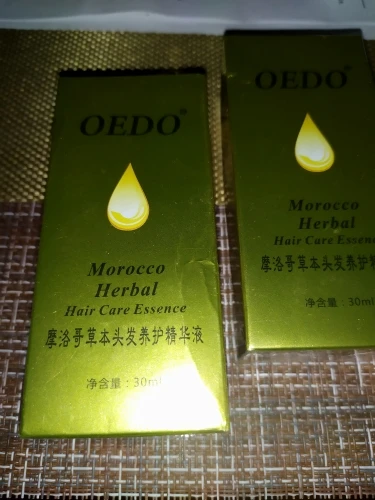 OEDO®
Morocco
Herbal
Hair Care Essence
摩洛哥草本头发养护精华液
净含量：30ml
OEDO®
Morocco
Herbal
Hair Care Essence
摩洛哥草本头发养护精
净含量：30ml